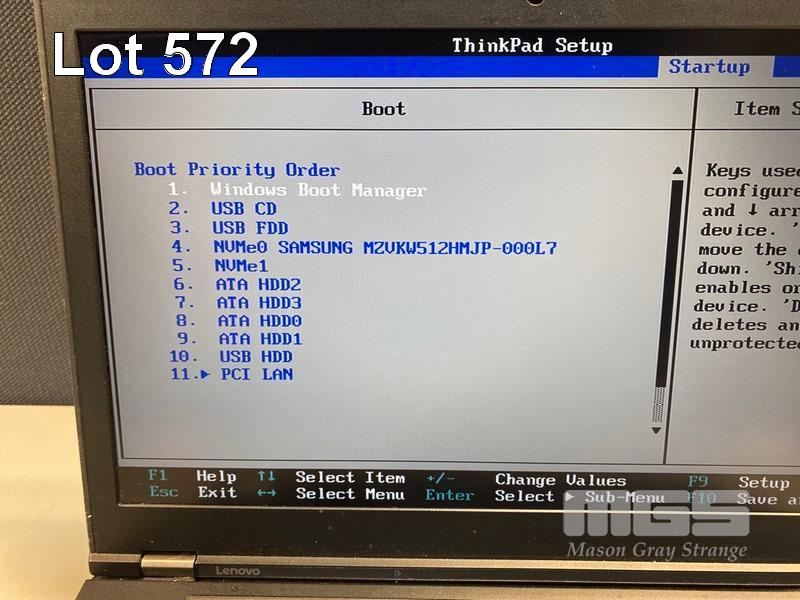 Lot 572
ThinkPad Setup
Startup
Boot
Item
Boot Priority Order
1. Windows Boot Manager
2. USB CD
3. USB FDD
4. NVMe0 SAMSUNG MZVKW512HMJP-000L7
5. NVMe1
6. ATA HDD2
7. ATA HDD3
8. ATA HDD0
9. ATA HDD1
10. USB HDD
11.▶ PCI LAN
Keys used
configure
and ↓
device. '
move the
down.
enables or
device. 'D
deletes an
unprotected
F1 Help ↑↓ Select Item +/- Change Values F9 Setup
Esc Exit ←→ Select Menu Enter Select ▶ Sub-Menu F10 Save
MGS
Mason Gray Strange
Lenovo